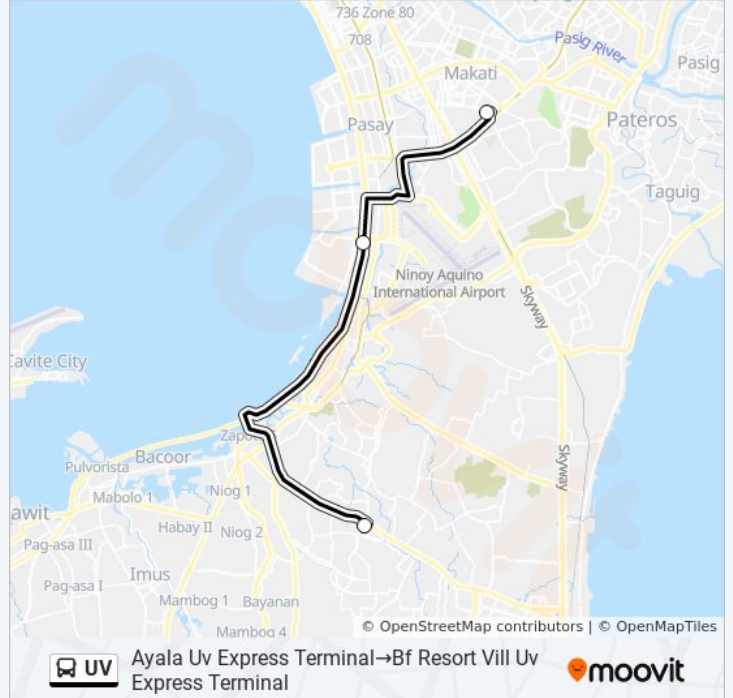 736 Zone 80
708
Pasig River
Makati
Pasig
Pasay
Pateros
Taguig
Ninoy Aquino
International Airport
Skyway
Cavite City
Zapo
Bacoor
Pulvorista
Skyway
Mabolo 1
Niog 1
awit
Habay II
Niog 2
Pag-asa III
Imus
Pag-asa I
Mambog 1
Bayanan
Mambog 4
© OpenStreetMap contributors | © OpenMapTiles
UV
Ayala Uv Express Terminal→Bf Resort Vill Uv
Express Terminal
moovit